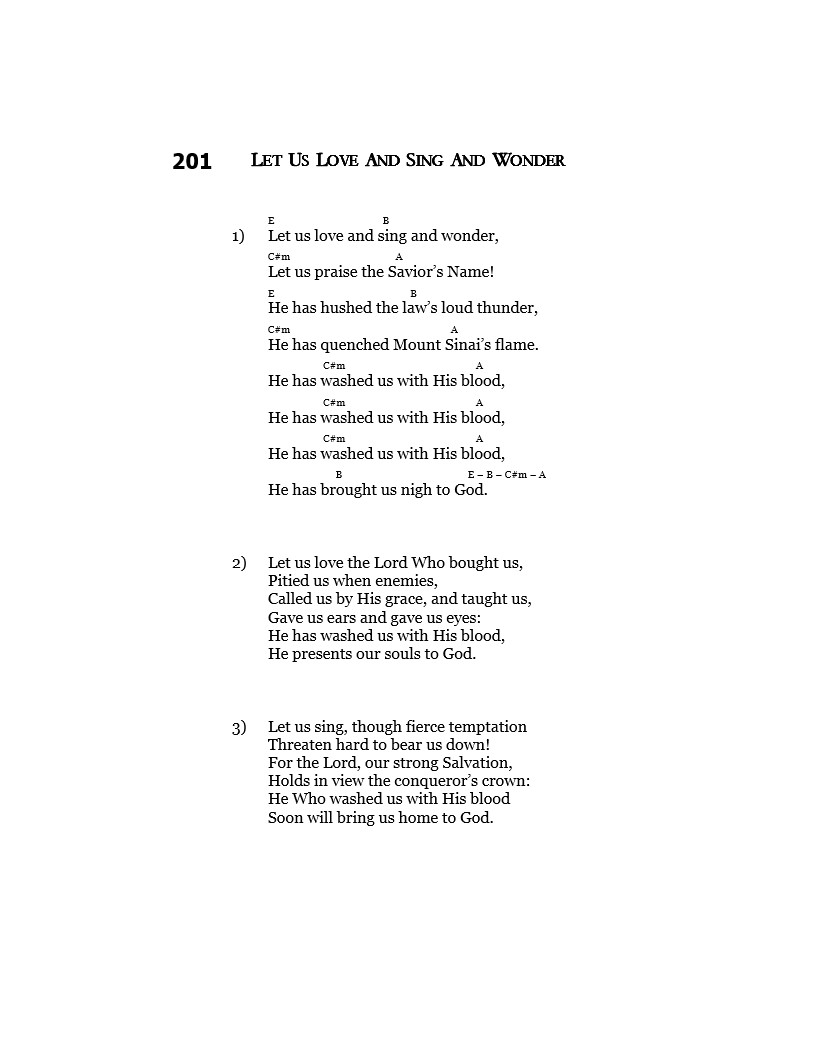 201 LET US LOVE AND SING AND WONDER
E B
1) Let us love and sing and wonder,
C#m A
Let us praise the Savior's Name!
E B
He has hushed the law's loud thunder,
C#m A
He has quenched Mount Sinai's flame.
C#m A
He has washed us with His blood,
C#m A
He has washed us with His blood,
C#m A
He has washed us with His blood,
B E – B – C#m – A
He has brought us nigh to God.
2) Let us love the Lord Who bought us,
Pitied us when enemies,
Called us by His grace, and taught us,
Gave us ears and gave us eyes:
He has washed us with His blood,
He presents our souls to God.
3) Let us sing, though fierce temptation
Threaten hard to bear us down!
For the Lord, our strong Salvation,
Holds in view the conqueror's crown:
He Who washed us with His blood
Soon will bring us home to God.